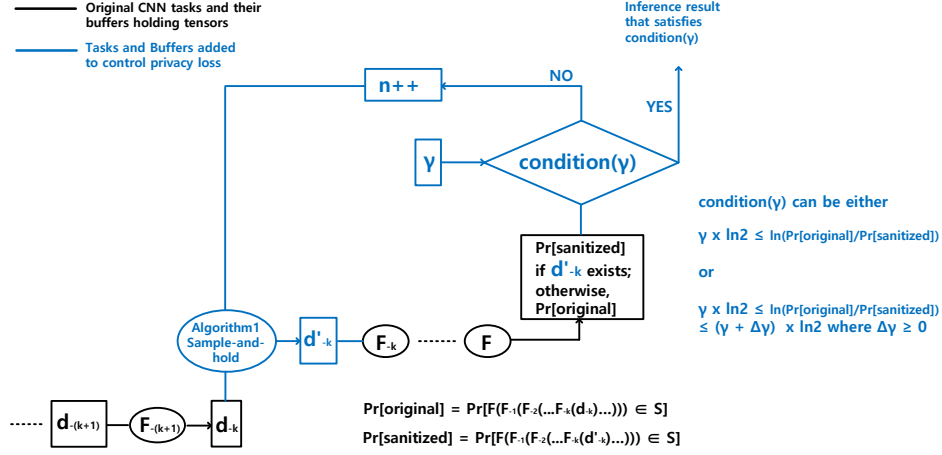 Original CNN tasks and their
buffers holding tensors
Tasks and Buffers added
to control privacy loss
Inference result
that satisfies
condition(γ)
n++
NO
YES
γ
condition(γ)
condition(γ) can be either
γ x ln2 ≤ ln(Pr[original]/Pr[sanitized])
or
γ x ln2 ≤ ln(Pr[original]/Pr[sanitized])
≤ (γ + Δγ) x ln2 where Δγ ≥ 0
Pr[sanitized]
if d'-k exists;
otherwise,
Pr[original]
Algorithm1
Sample-and-
hold
d'-k
F-k
F
d-(k+1)
F-(k+1)
d-k
Pr[original] = Pr[F(F-1(F-2(...F-k(d-k)...))) ∈ S]
Pr[sanitized] = Pr[F(F-1(F-2(...F-k(d'-k)...))) ∈ S]